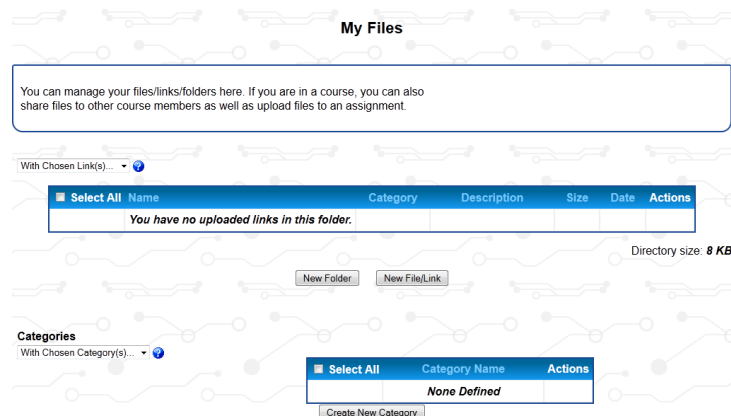 My Files
You can manage your files/links/folders here. If you are in a course, you can also
share files to other course members as well as upload files to an assignment.
With Chosen Link(s)...
Select All Name Category Description Size Date Actions
You have no uploaded links in this folder.
Directory size: 8 KB
New Folder New File/Link
Categories
With Chosen Category(s)...
Select All Category Name Actions
None Defined
Create New Category